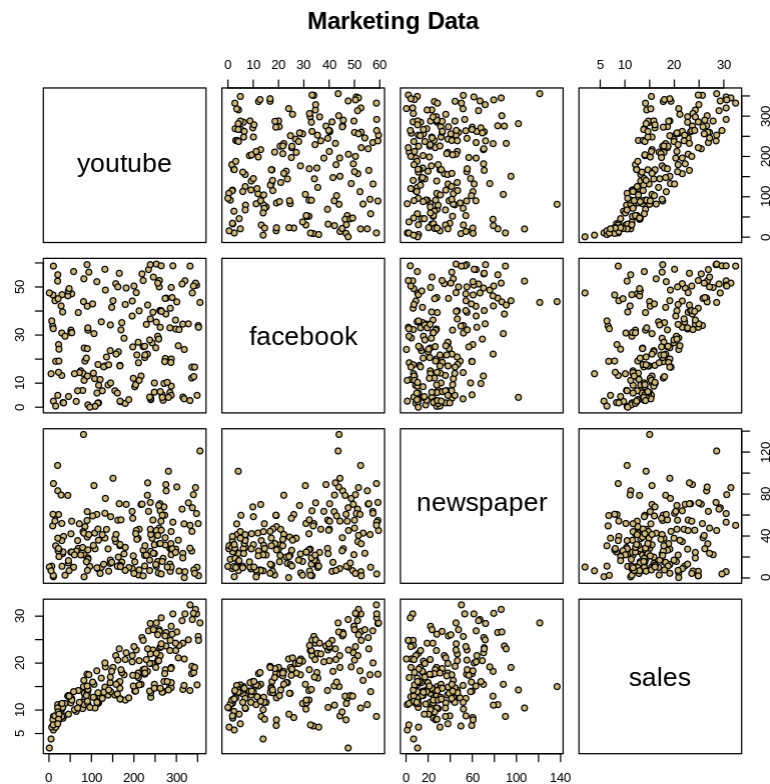 Marketing Data
0 10 20 30 40 50 60
5 10 20 30
youtube
0 100 200 300
facebook
0 10 30 50
newspaper
0 40 80 120
sales
5 10 20 30
0 100 200 300
0 20 60 100 140